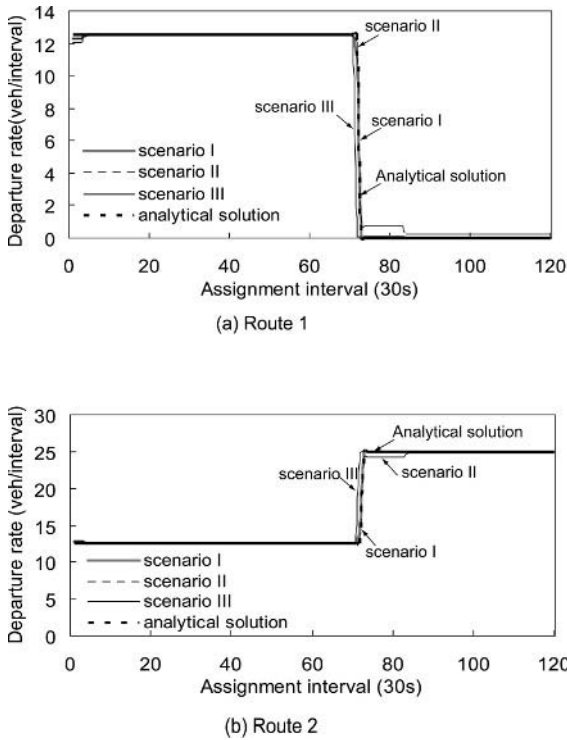 14
12
10
8
6
4
2
0
Departure rate(veh/interval)
scenario II
scenario III
scenario I
Analytical solution
scenario I
scenario II
scenario III
analytical solution
0 20 40 60 80 100 120
Assignment interval (30s)
(a) Route 1
30
25
20
15
10
5
0
Departure rate (veh/interval)
Analytical solution
scenario III
scenario II
scenario I
scenario I
scenario II
scenario III
analytical solution
0 20 40 60 80 100 120
Assignment interval (30s)
(b) Route 2